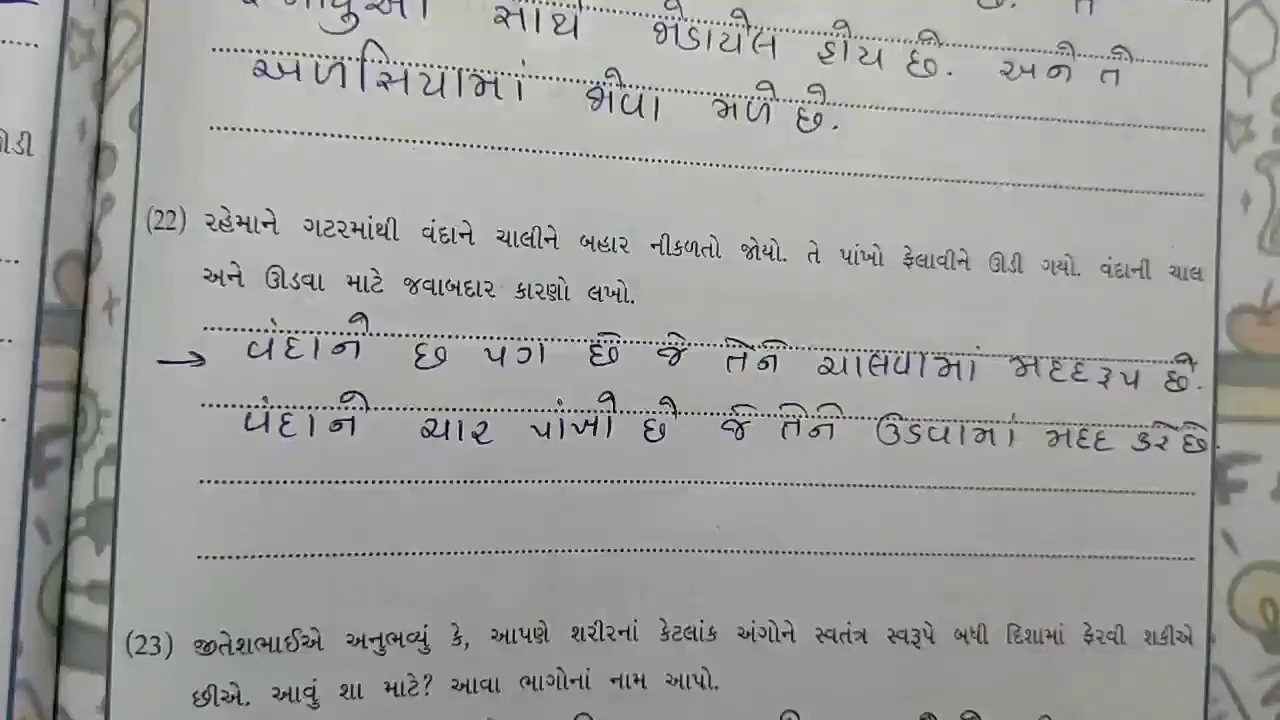 સાથે જોડાયેલ હોય છે. અને તે
અળસિયામાં જોવા મળે છે.
(22) રહેમાને ગટરમાંથી વંદાને ચાલીને બહાર નીકળતો જોયો. તે પાંખો ફેલાવીને ઊડી ગયો. વંદાની ચાલ
અને ઊડવા માટે જવાબદાર કારણો લખો.
→ વંદાને છ પગ છે જે તેને ચાલવામાં મદદરૂપ છે.
વંદાને ચાર પાંખો છે જે તેને ઉડવામાં મદદ કરે છે.
(23) જીતેશભાઈએ અનુભવ્યું કે, આપણે શરીરનાં કેટલાંક અંગોને સ્વતંત્ર સ્વરૂપે બધી દિશામાં ફેરવી શકીએ
છીએ. આવું શા માટે? આવા ભાગોનાં નામ આપો.